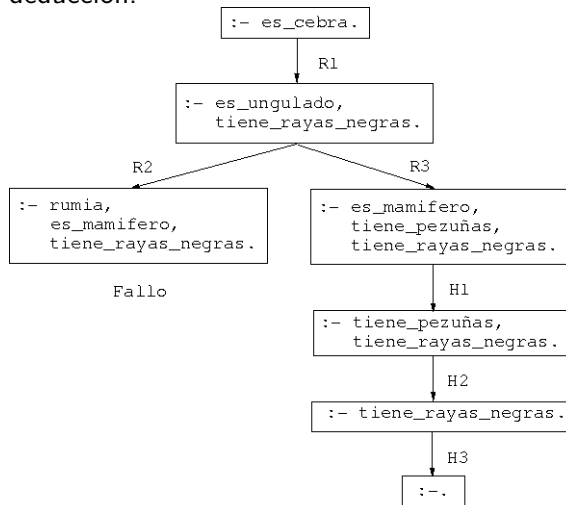 deducción:
:- es_cebra.
R1
:- es_ungulado,
tiene_rayas_negras.
R2
R3
:- rumia,
es_mamifero,
tiene_rayas_negras.
:- es_mamifero,
tiene_pezuñas,
tiene_rayas_negras.
Fallo
H1
:- tiene_pezuñas,
tiene_rayas_negras.
H2
:- tiene_rayas_negras.
H3
:-.